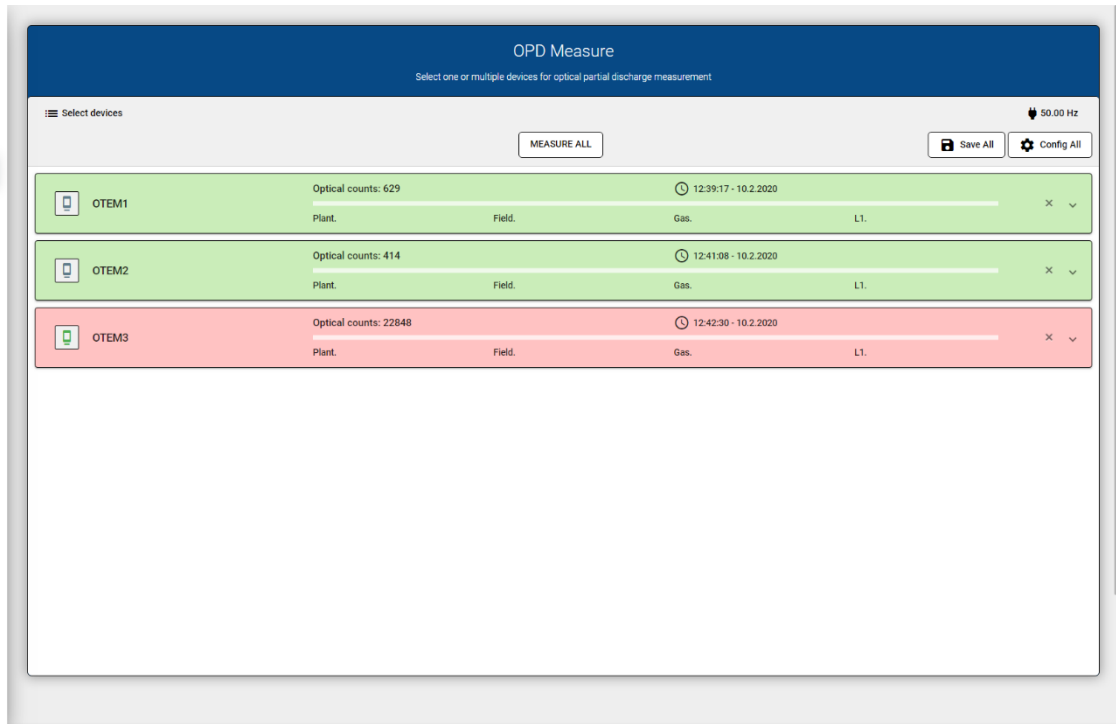 OPD Measure
Select one or multiple devices for optical partial discharge measurement
Select devices
50.00 Hz
MEASURE ALL
Save All
Config All
OTEM1
Optical counts: 629
12:39:17 - 10.2.2020
Plant. Field. Gas. L1.
OTEM2
Optical counts: 414
12:41:08 - 10.2.2020
Plant. Field. Gas. L1.
OTEM3
Optical counts: 22848
12:42:30 - 10.2.2020
Plant. Field. Gas. L1.